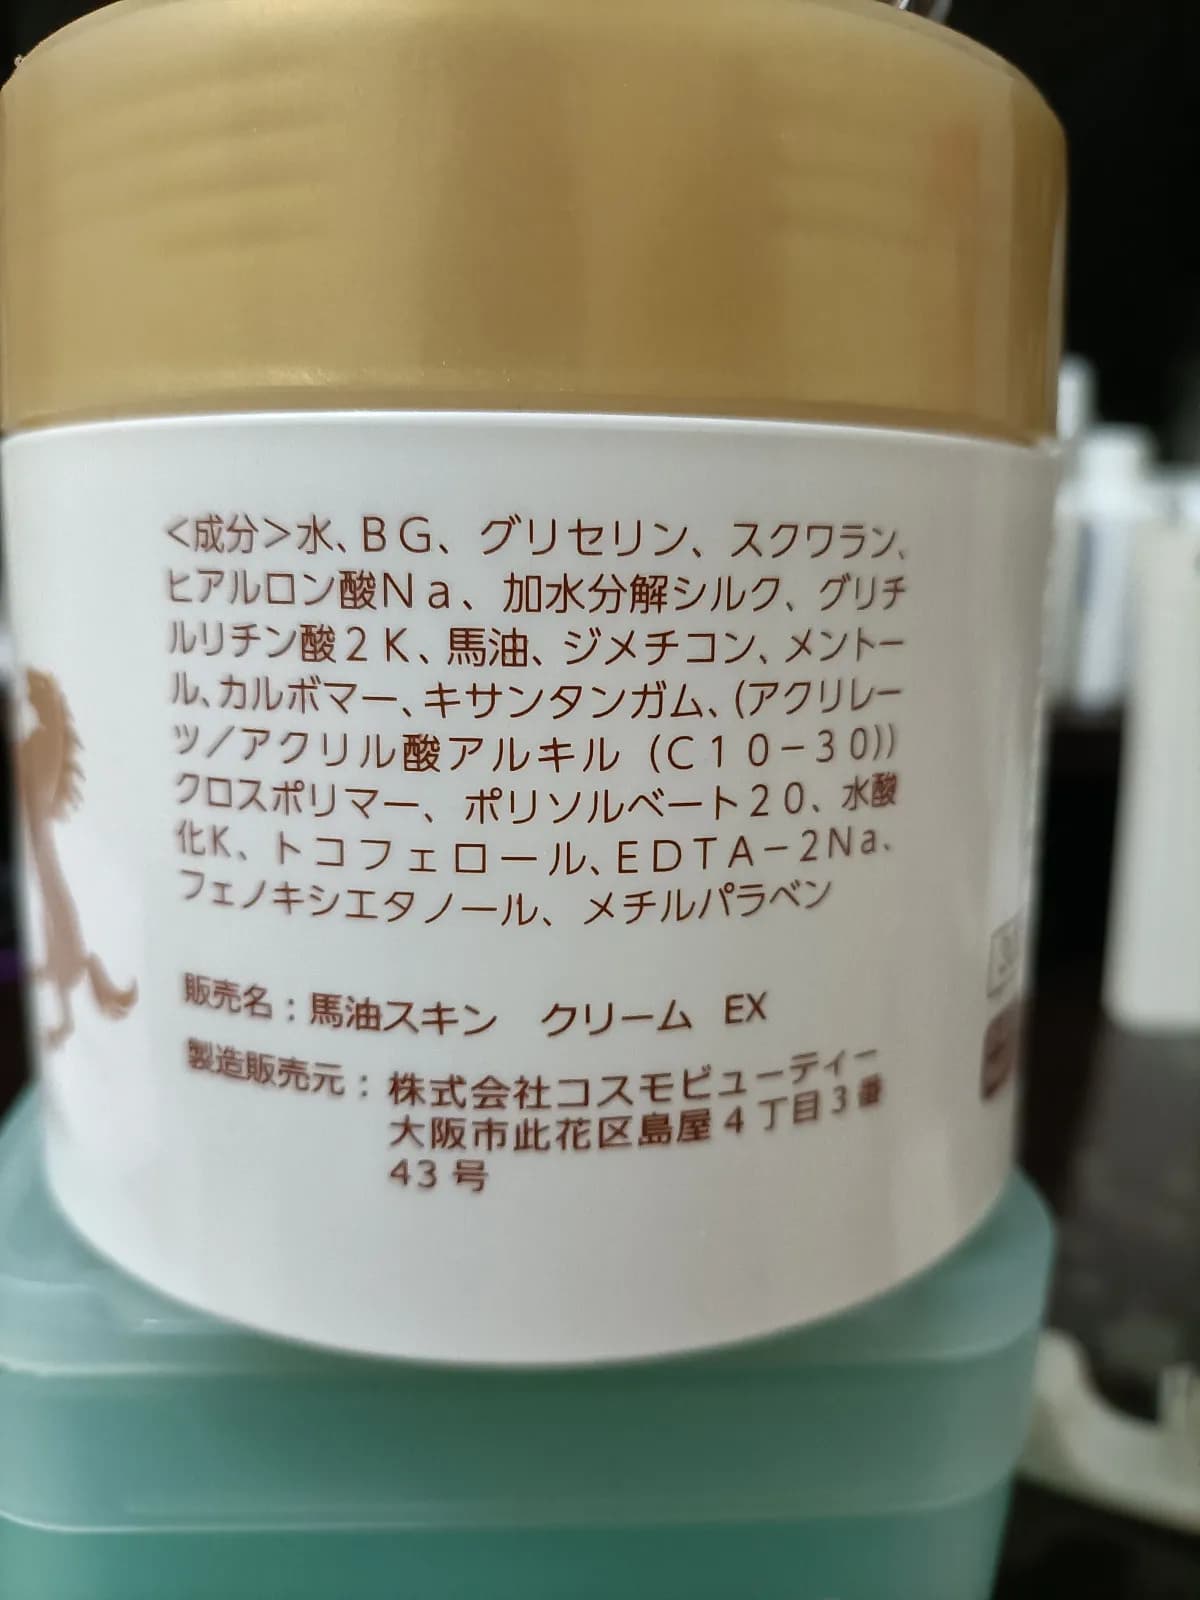 ＜成分＞水、ＢＧ、グリセリン、スクワラン、
ヒアルロン酸Ｎａ、加水分解シルク、グリチ
ルリチン酸２Ｋ、馬油、ジメチコン、メントー
ル、カルボマー、キサンタンガム、(アクリレー
ツ／アクリル酸アルキル（Ｃ１０－３０))
クロスポリマー、ポリソルベート２０、水酸
化K、トコフェロール、ＥＤＴＡ－２Ｎａ、
フェノキシエタノール、メチルパラベン
販売名：馬油スキン　クリーム　EX
製造販売元：株式会社コスモビューティー
大阪市此花区島屋４丁目３番
43号